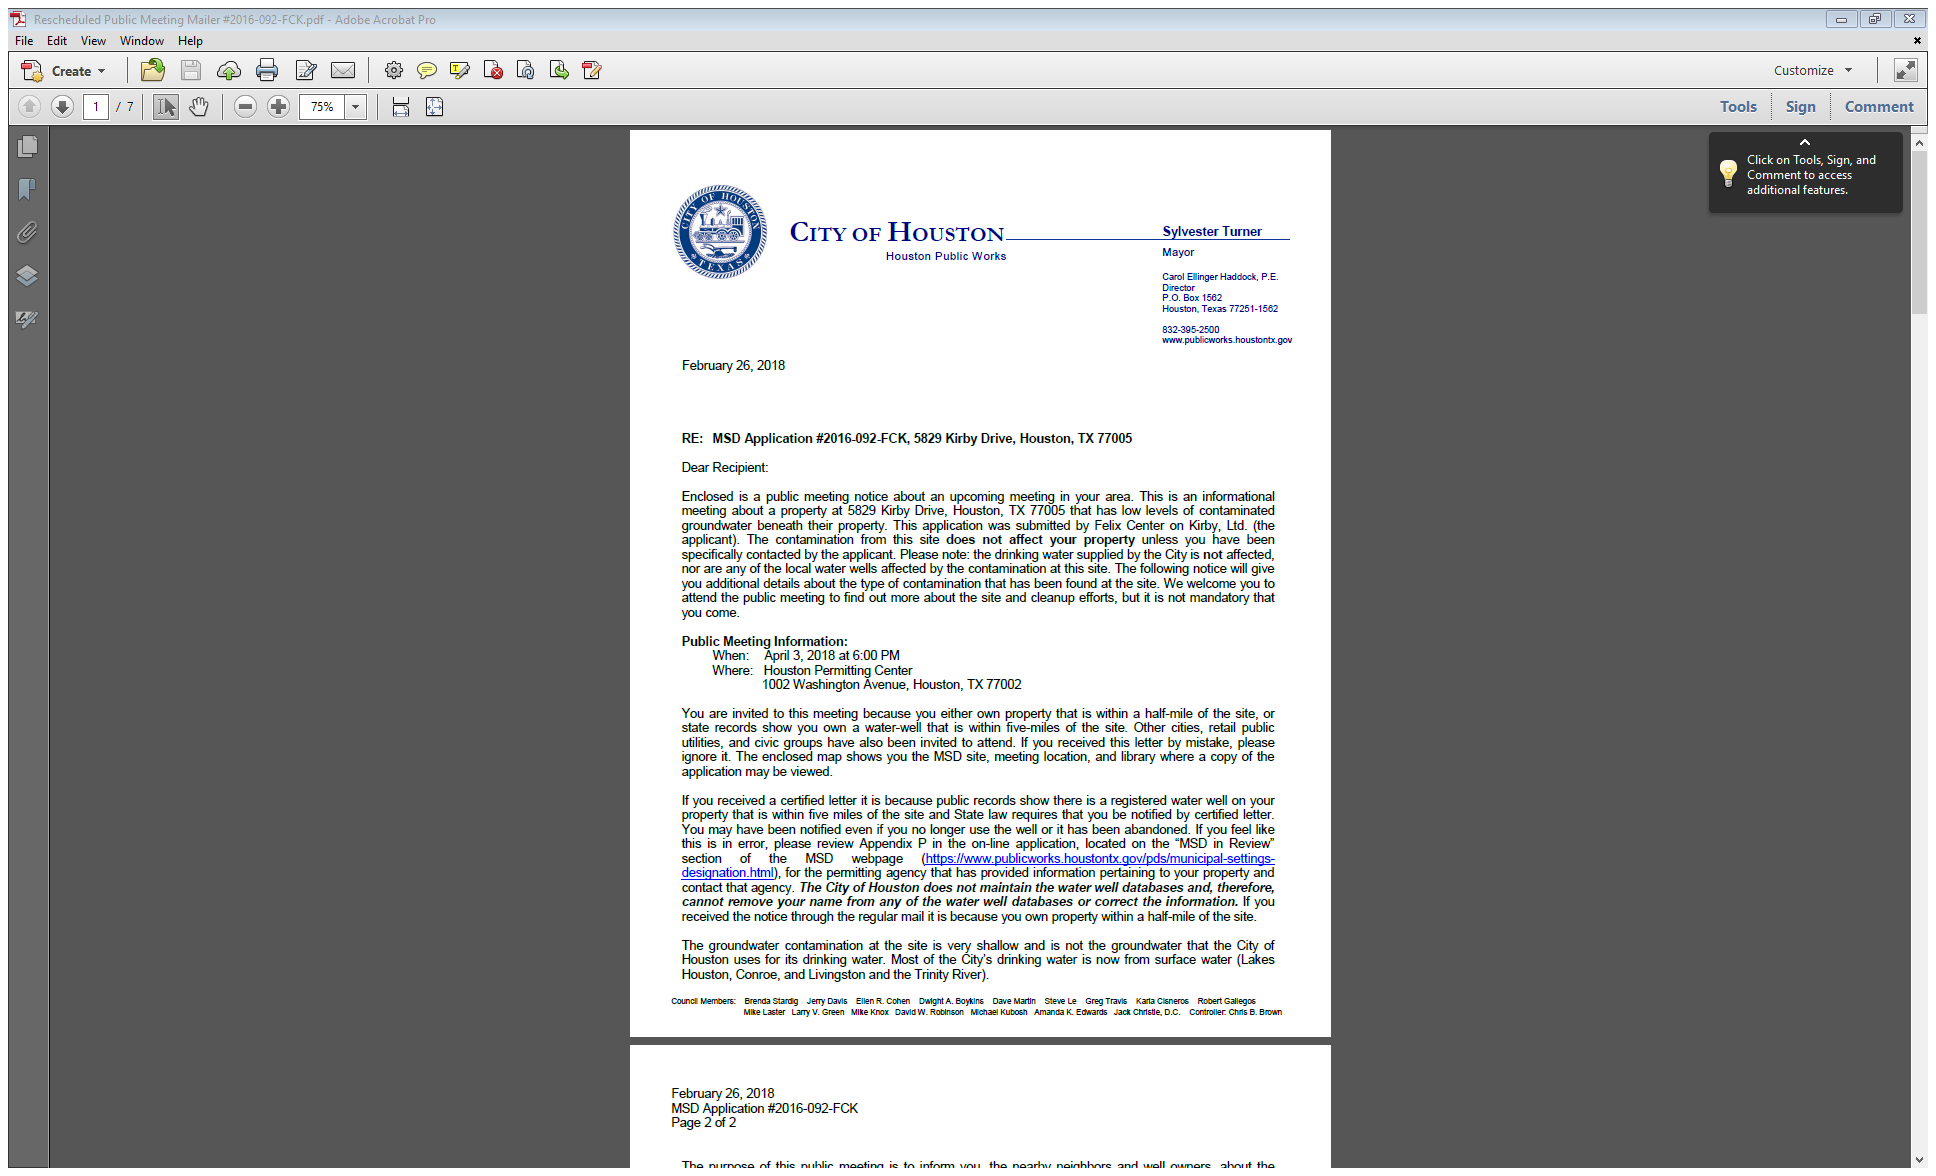 Rescheduled Public Meeting Mailer #2016-092-FCK.pdf - Adobe Acrobat Pro
File Edit View Window Help
Create Customize
1 / 7 75% Tools Sign Comment
Click on Tools, Sign, and
Comment to access
additional features.
CITY OF HOUSTON
TEXAS
CITY OF HOUSTON
Houston Public Works
Sylvester Turner
Mayor
Carol Ellinger Haddock, P.E.
Director
P.O. Box 1562
Houston, Texas 77251-1562
832-395-2500
www.publicworks.houstontx.gov
February 26, 2018
RE: MSD Application #2016-092-FCK, 5829 Kirby Drive, Houston, TX 77005
Dear Recipient:
Enclosed is a public meeting notice about an upcoming meeting in your area. This is an informational
meeting about a property at 5829 Kirby Drive, Houston, TX 77005 that has low levels of contaminated
groundwater beneath their property. This application was submitted by Felix Center on Kirby, Ltd. (the
applicant). The contamination from this site does not affect your property unless you have been
specifically contacted by the applicant. Please note: the drinking water supplied by the City is not affected,
nor are any of the local water wells affected by the contamination at this site. The following notice will give
you additional details about the type of contamination that has been found at the site. We welcome you to
attend the public meeting to find out more about the site and cleanup efforts, but it is not mandatory that
you come.
Public Meeting Information:
When: April 3, 2018 at 6:00 PM
Where: Houston Permitting Center
1002 Washington Avenue, Houston, TX 77002
You are invited to this meeting because you either own property that is within a half-mile of the site, or
state records show you own a water-well that is within five-miles of the site. Other cities, retail public
utilities, and civic groups have also been invited to attend. If you received this letter by mistake, please
ignore it. The enclosed map shows you the MSD site, meeting location, and library where a copy of the
application may be viewed.
If you received a certified letter it is because public records show there is a registered water well on your
property that is within five miles of the site and State law requires that you be notified by certified letter.
You may have been notified even if you no longer use the well or it has been abandoned. If you feel like
this is in error, please review Appendix P in the on-line application, located on the “MSD in Review”
section of the MSD webpage (https://www.publicworks.houstontx.gov/pds/municipal-settings-
designation.html), for the permitting agency that has provided information pertaining to your property and
contact that agency. The City of Houston does not maintain the water well databases and, therefore,
cannot remove your name from any of the water well databases or correct the information. If you
received the notice through the regular mail it is because you own property within a half-mile of the site.
The groundwater contamination at the site is very shallow and is not the groundwater that the City of
Houston uses for its drinking water. Most of the City’s drinking water is now from surface water (Lakes
Houston, Conroe, and Livingston and the Trinity River).
Council Members: Brenda Stardig Jerry Davis Ellen R. Cohen Dwight A. Boykins Dave Martin Steve Le Greg Travis Karla Cisneros Robert Gallegos
Mike Laster Larry V. Green Mike Knox David W. Robinson Michael Kubosh Amanda K. Edwards Jack Christie, D.C. Controller: Chris B. Brown
February 26, 2018
MSD Application #2016-092-FCK
Page 2 of 2
The purpose of this public meeting is to inform you, the nearby neighbors and well owners, about the